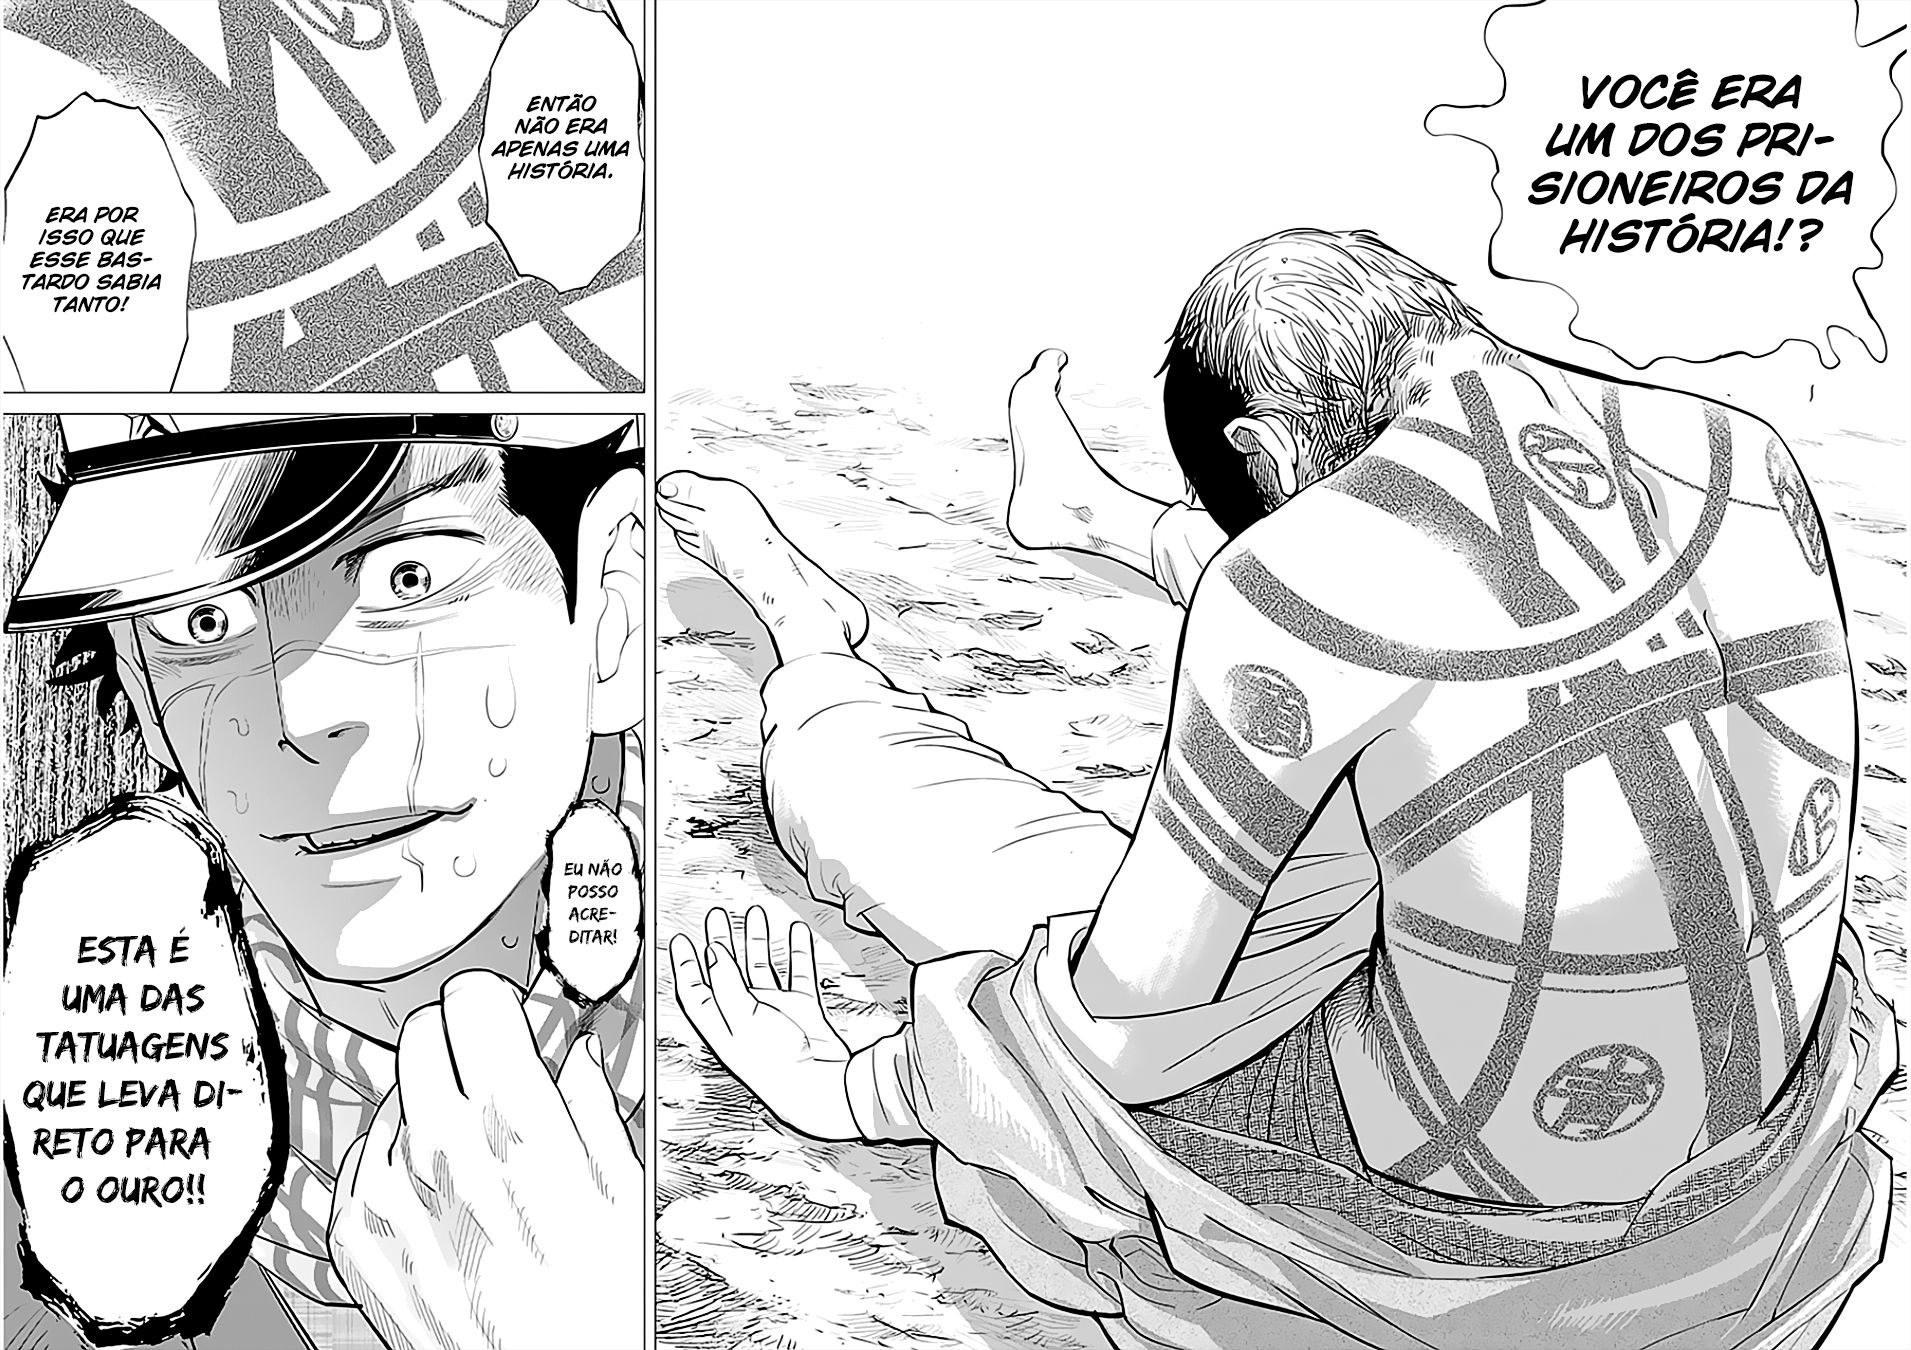 VOCÊ ERA
UM DOS PRI-
SIONEIROS DA
HISTÓRIA!?
ENTÃO
NÃO ERA
APENAS UMA
HISTÓRIA.
ERA POR
ISSO QUE
ESSE BAS-
TARDO SABIA
TANTO!
EU NÃO
POSSO
ACRE-
DITAR!
ESTA É
UMA DAS
TATUAGENS
QUE LEVA DI-
RETO PARA
O OURO!!